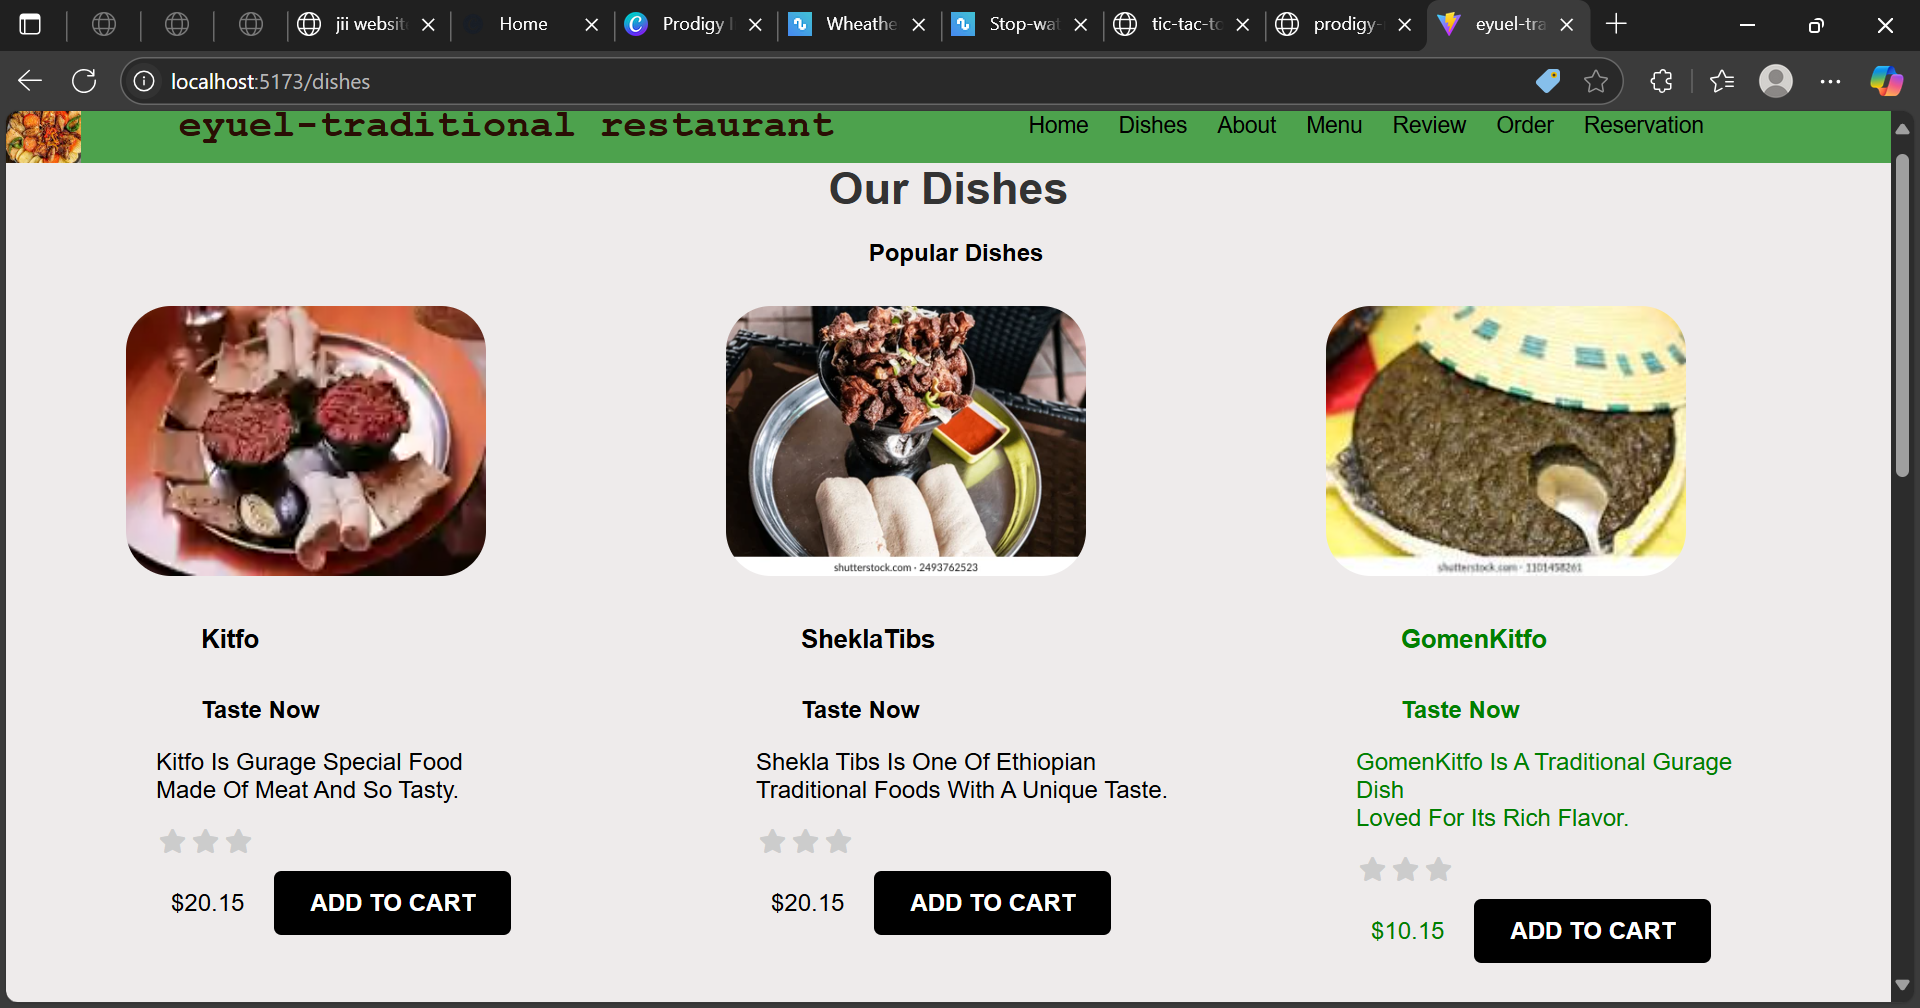 jii websit
Home
Prodigy
Wheathe
Stop-wat
tic-tac-to
prodigy-
eyuel-tra
localhost:5173/dishes
eyuel-traditional restaurant
Home Dishes About Menu Review Order Reservation
Our Dishes
Popular Dishes
shutterstock.com · 2493762523
shutterstock.com · 1101458261
Kitfo
Taste Now
Kitfo Is Gurage Special Food
Made Of Meat And So Tasty.
$20.15
ADD TO CART
SheklaTibs
Taste Now
Shekla Tibs Is One Of Ethiopian
Traditional Foods With A Unique Taste.
$20.15
ADD TO CART
GomenKitfo
Taste Now
GomenKitfo Is A Traditional Gurage
Dish
Loved For Its Rich Flavor.
$10.15
ADD TO CART